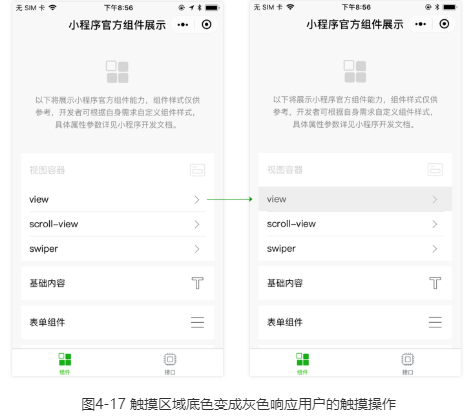 无 SIM 卡 下午8:56
小程序官方组件展示
以下将展示小程序官方组件能力，组件样式仅供
参考，开发者可根据自身需求自定义组件样式，
具体属性参数详见小程序开发文档。
视图容器
view
scroll-view
swiper
基础内容
表单组件
组件 接口
无 SIM 卡 下午8:56
小程序官方组件展示
以下将展示小程序官方组件能力，组件样式仅供
参考，开发者可根据自身需求自定义组件样式，
具体属性参数详见小程序开发文档。
视图容器
view
scroll-view
swiper
基础内容
表单组件
组件 接口
图4-17 触摸区域底色变成灰色响应用户的触摸操作